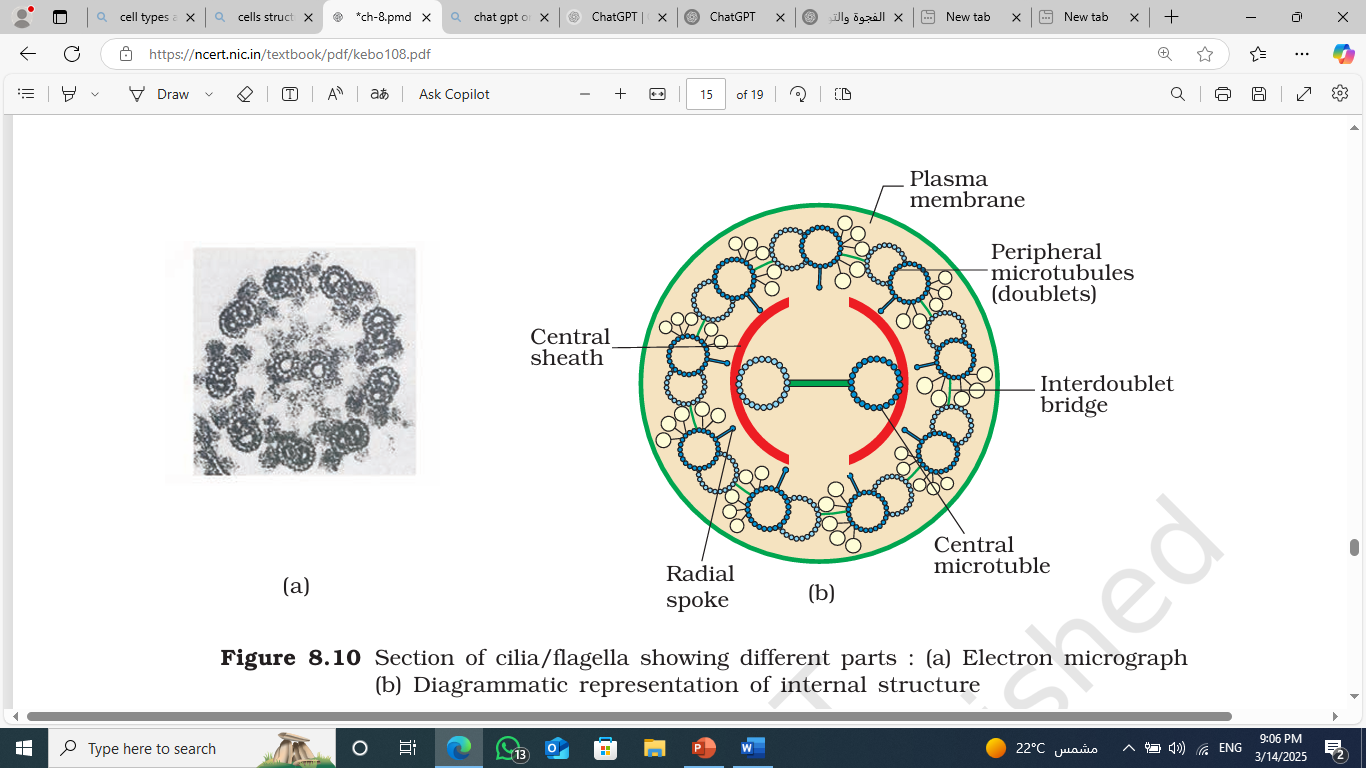 cell types a
cells struct
*ch-8.pmd
chat gpt o
ChatGPT |
ChatGPT
الفجوة والتر
New tab
New tab
https://ncert.nic.in/textbook/pdf/kebo108.pdf
Draw
Ask Copilot
15
of 19
Plasma
membrane
Peripheral
microtubules
(doublets)
Central
sheath
Interdoublet
bridge
Central
microtuble
Radial
spoke
(a)
(b)
Figure 8.10 Section of cilia/flagella showing different parts : (a) Electron micrograph
(b) Diagrammatic representation of internal structure
Type here to search
13
22°C مشمس
ENG
9:06 PM
3/14/2025
2